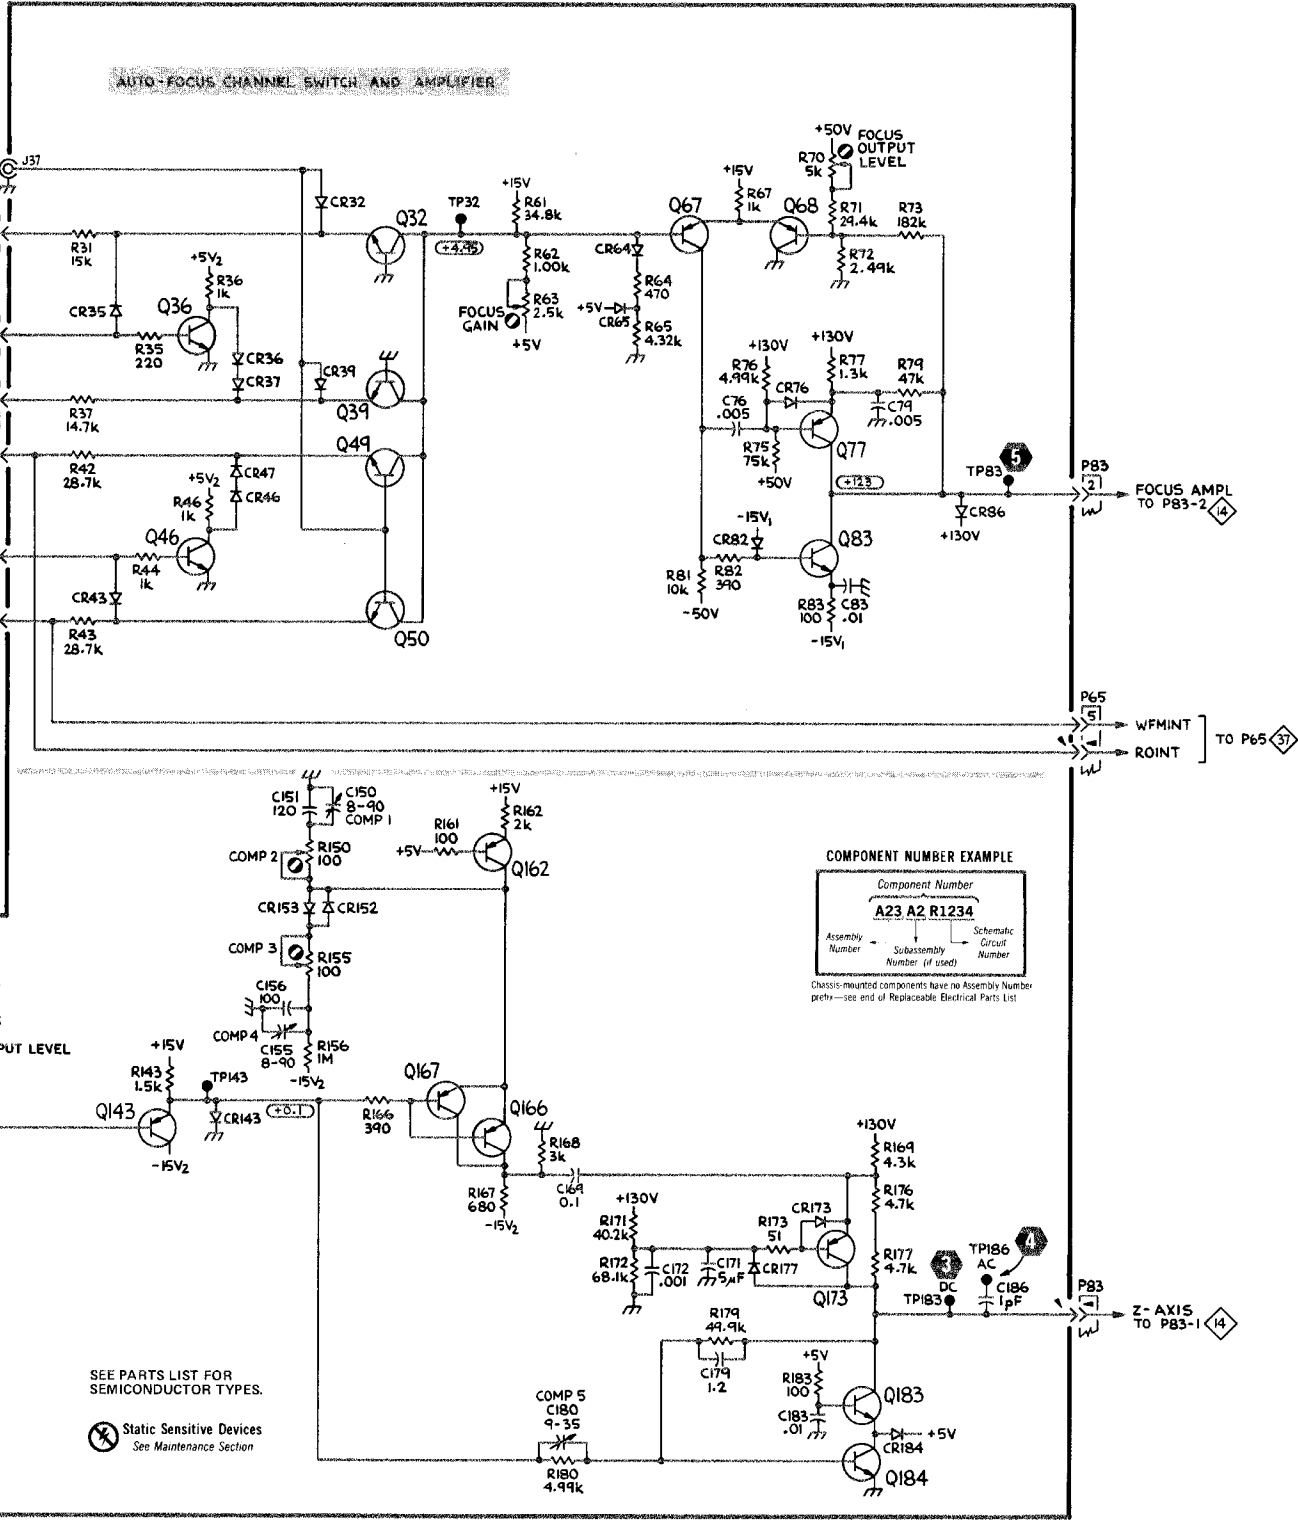 AUTO-FOCUS CHANNEL SWITCH AND AMPLIFIER
J37
CR32
R31
15k
Q32
TP32
+4.95
+15V
R61
34.8k
R62
1.00k
R63
2.5k
FOCUS
GAIN
+5V
CR35
R35
220
Q36
+5V2
R36
1k
CR36
CR37
CR39
R37
14.7k
Q39
R42
28.7k
Q49
CR47
CR46
+5V2
R46
1k
Q46
R44
1k
CR43
R43
28.7k
Q50
CR64
R64
470
+5V
CR65
R65
4.32k
Q67
+15V
R67
1k
Q68
+50V
R70
5k
FOCUS
OUTPUT
LEVEL
R71
29.4k
R73
182k
R72
2.49k
+130V
R76
4.99k
+130V
R77
1.3k
R79
47k
CR76
C76
.005
C79
.005
Q77
R75
75k
+50V
+123
-15V1
CR82
R82
390
Q83
R81
10k
-50V
R83
100
C83
.01
-15V1
TP83
5
CR86
+130V
P83
2
FOCUS AMPL
TO P83-2
14
P65
5
WFMINT
ROINT
TO P65
37
C151
120
C150
8-90
COMP 1
COMP 2
R150
100
CR153
CR152
COMP 3
R155
100
C156
100
COMP 4
C155
8-90
R156
1M
-15V2
+15V
R162
2k
R161
100
+5V
Q162
COMPONENT NUMBER EXAMPLE
Component Number
A23 A2 R1234
Assembly
Number
Subassembly
Number (if used)
Schematic
Circuit
Number
Chassis-mounted components have no Assembly Number
prefix—see end of Replaceable Electrical Parts List
PUT LEVEL
+15V
R143
1.5k
TP143
Q143
CR143
+0.1
-15V2
R166
390
Q167
Q166
R168
3k
R167
680
-15V2
C169
0.1
+130V
R169
4.3k
R176
4.7k
R177
4.7k
+130V
R171
40.2k
R172
68.1k
C172
.001
C171
5µF
CR177
R173
51
CR173
Q173
3
DC
TP183
TP186
AC
4
C186
1pF
P83
Z-AXIS
TO P83-1
14
R179
49.9k
C179
1.2
+5V
R183
100
C183
.01
Q183
CR184
+5V
Q184
COMP 5
C180
9-35
R180
4.99k
SEE PARTS LIST FOR
SEMICONDUCTOR TYPES.
Static Sensitive Devices
See Maintenance Section